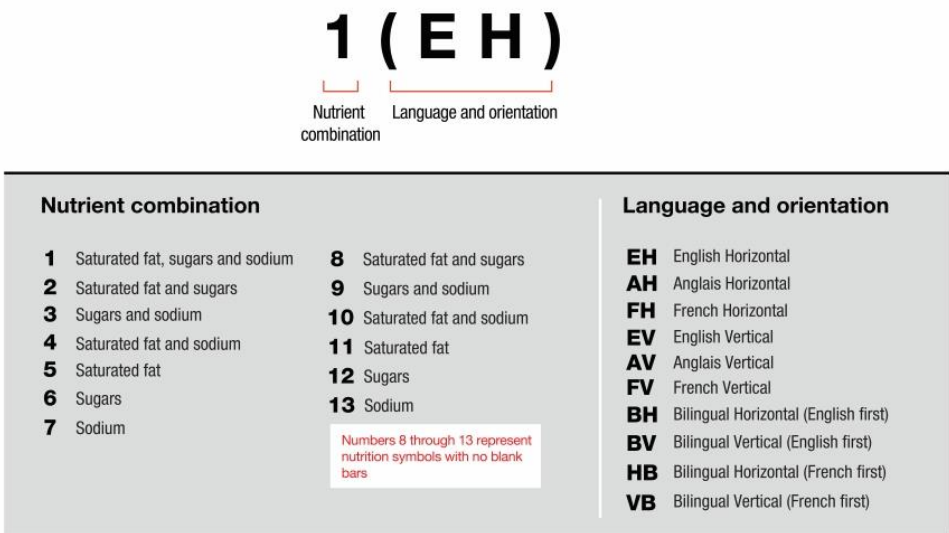 1 (EH)
Nutrient
combination
Language and orientation
Nutrient combination
1 Saturated fat, sugars and sodium
2 Saturated fat and sugars
3 Sugars and sodium
4 Saturated fat and sodium
5 Saturated fat
6 Sugars
7 Sodium
8 Saturated fat and sugars
9 Sugars and sodium
10 Saturated fat and sodium
11 Saturated fat
12 Sugars
13 Sodium
Numbers 8 through 13 represent
nutrition symbols with no blank
bars
Language and orientation
EH English Horizontal
AH Anglais Horizontal
FH French Horizontal
EV English Vertical
AV Anglais Vertical
FV French Vertical
BH Bilingual Horizontal (English first)
BV Bilingual Vertical (English first)
HB Bilingual Horizontal (French first)
VB Bilingual Vertical (French first)